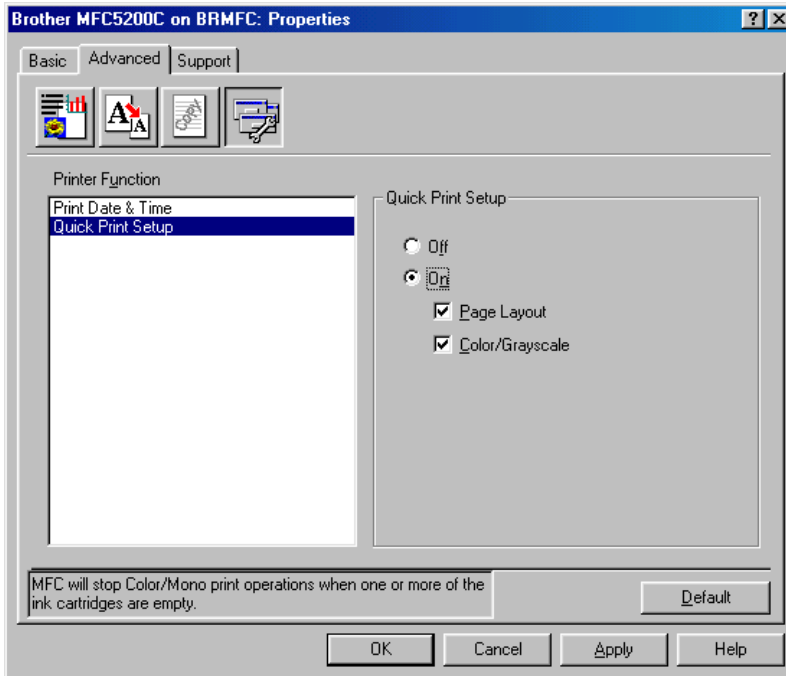 Brother MFC5200C on BRMFC: Properties
Basic
Advanced
Support
A
A
COPY
Printer Function
Print Date & Time
Quick Print Setup
Quick Print Setup
Off
On
Page Layout
Color/Grayscale
MFC will stop Color/Mono print operations when one or more of the
ink cartridges are empty.
Default
OK
Cancel
Apply
Help